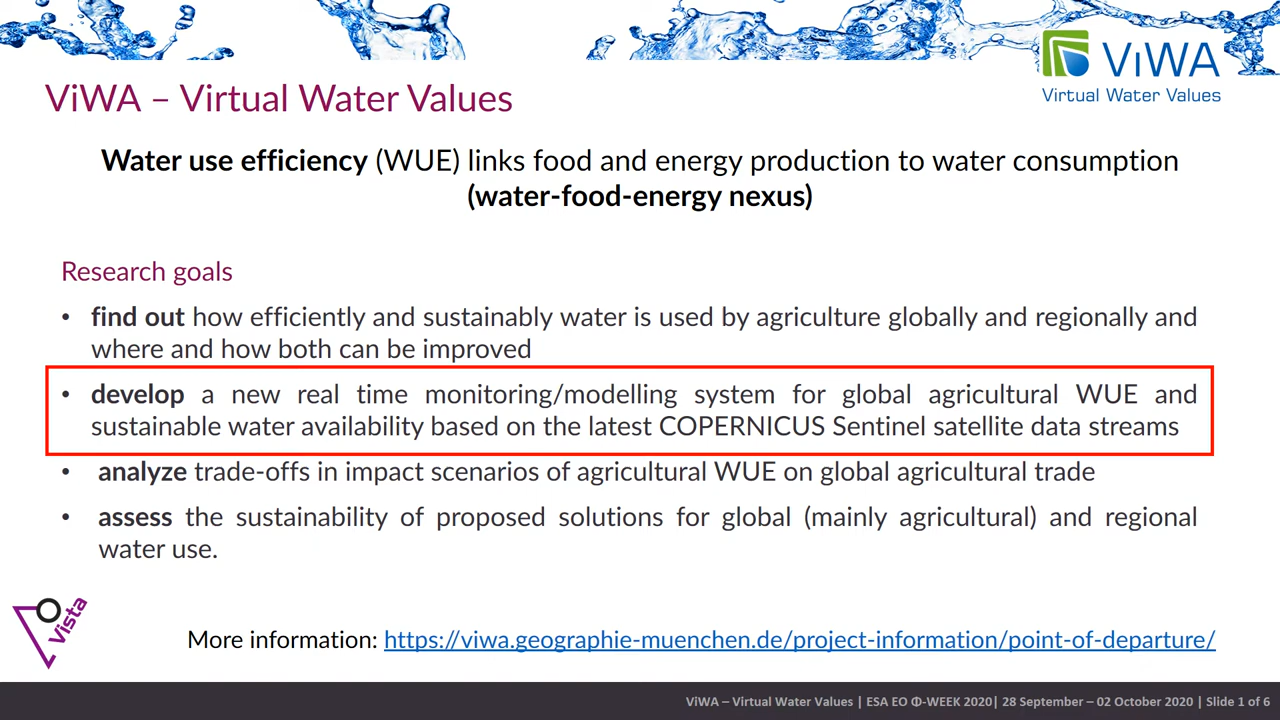 ViWA
Virtual Water Values
ViWA – Virtual Water Values
Water use efficiency (WUE) links food and energy production to water consumption
(water-food-energy nexus)
Research goals
• find out how efficiently and sustainably water is used by agriculture globally and regionally and
where and how both can be improved
• develop a new real time monitoring/modelling system for global agricultural WUE and
sustainable water availability based on the latest COPERNICUS Sentinel satellite data streams
• analyze trade-offs in impact scenarios of agricultural WUE on global agricultural trade
• assess the sustainability of proposed solutions for global (mainly agricultural) and regional
water use.
Vista
More information: https://viwa.geographie-muenchen.de/project-information/point-of-departure/
ViWA – Virtual Water Values | ESA EO Φ-WEEK 2020| 28 September – 02 October 2020 | Slide 1 of 6